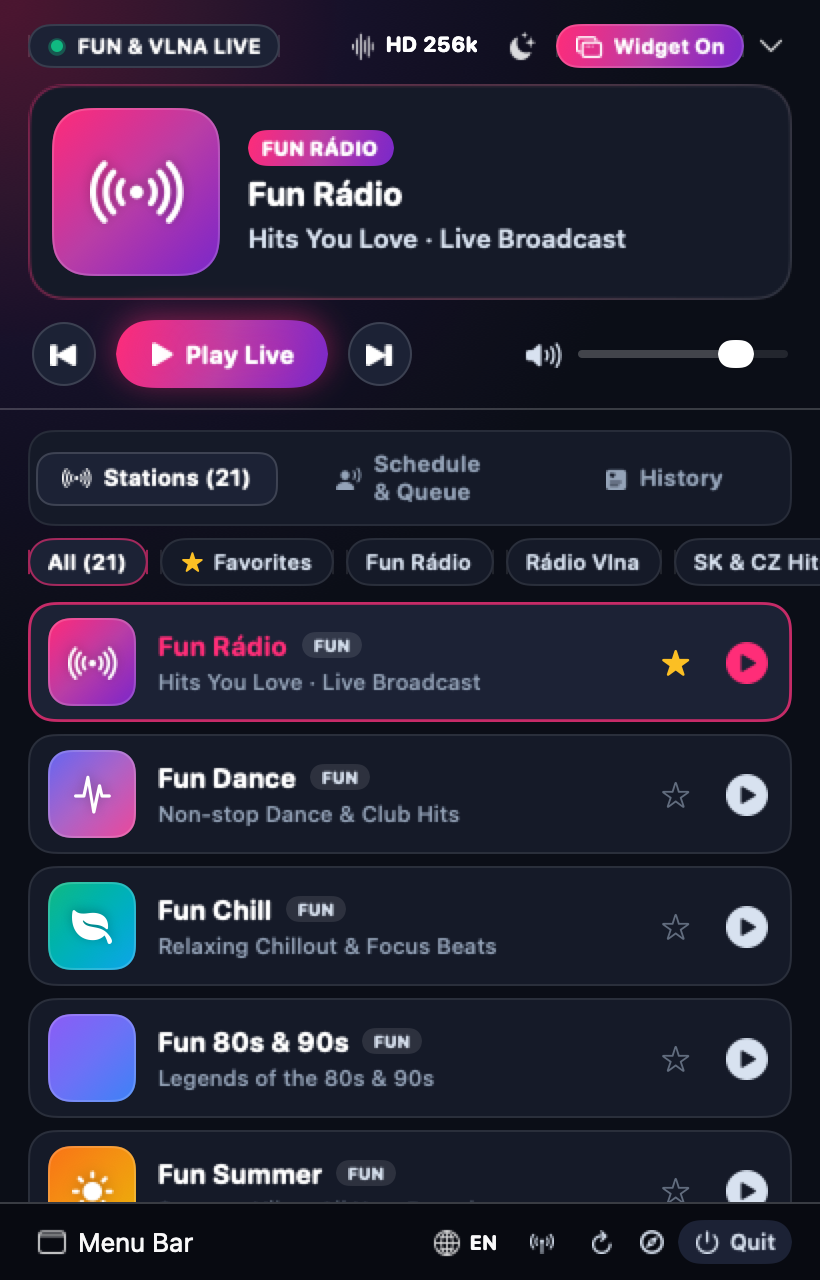 FUN & VLNA LIVE
HD 256k
Widget On
FUN RÁDIO
Fun Rádio
Hits You Love · Live Broadcast
Play Live
Stations (21)
Schedule
& Queue
History
All (21)
Favorites
Fun Rádio
Rádio Vlna
SK & CZ Hit
Fun Rádio FUN
Hits You Love · Live Broadcast
Fun Dance FUN
Non-stop Dance & Club Hits
Fun Chill FUN
Relaxing Chillout & Focus Beats
Fun 80s & 90s FUN
Legends of the 80s & 90s
Fun Summer FUN
Menu Bar
EN
Quit